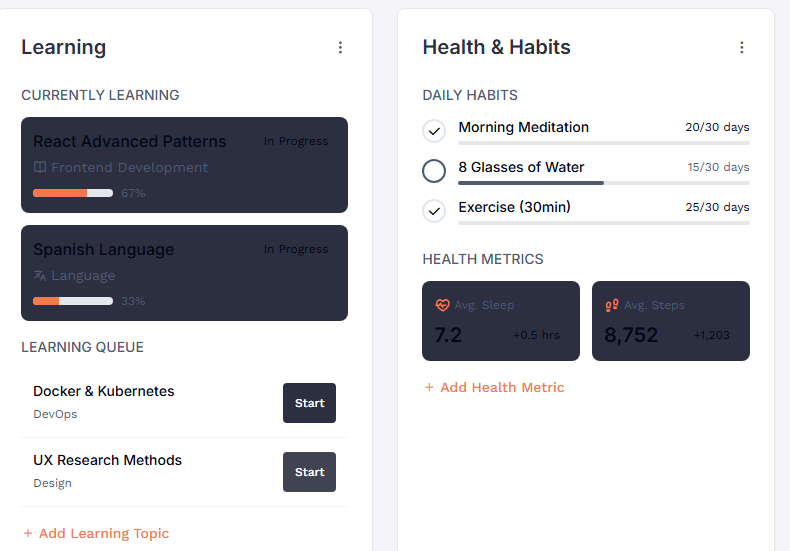 Learning
CURRENTLY LEARNING
React Advanced Patterns In Progress
Frontend Development
67%
Spanish Language In Progress
Language
33%
LEARNING QUEUE
Docker & Kubernetes
DevOps
Start
UX Research Methods
Design
Start
+ Add Learning Topic
Health & Habits
DAILY HABITS
Morning Meditation 20/30 days
8 Glasses of Water 15/30 days
Exercise (30min) 25/30 days
HEALTH METRICS
Avg. Sleep
7.2 +0.5 hrs
Avg. Steps
8,752 +1,203
+ Add Health Metric